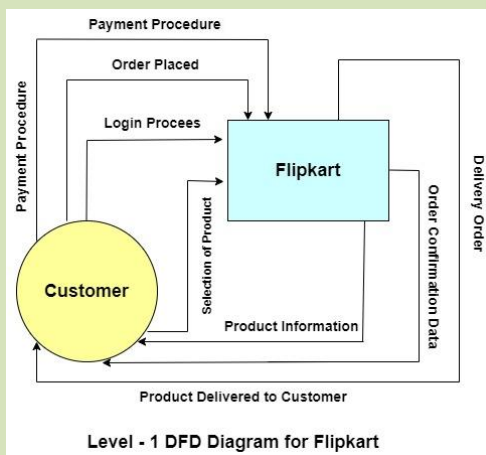 Payment Procedure
Order Placed
Login Procees
Payment Procedure
Flipkart
Selection of Product
Customer
Product Information
Order Confirmation Data
Delivery Order
Product Delivered to Customer
Level - 1 DFD Diagram for Flipkart